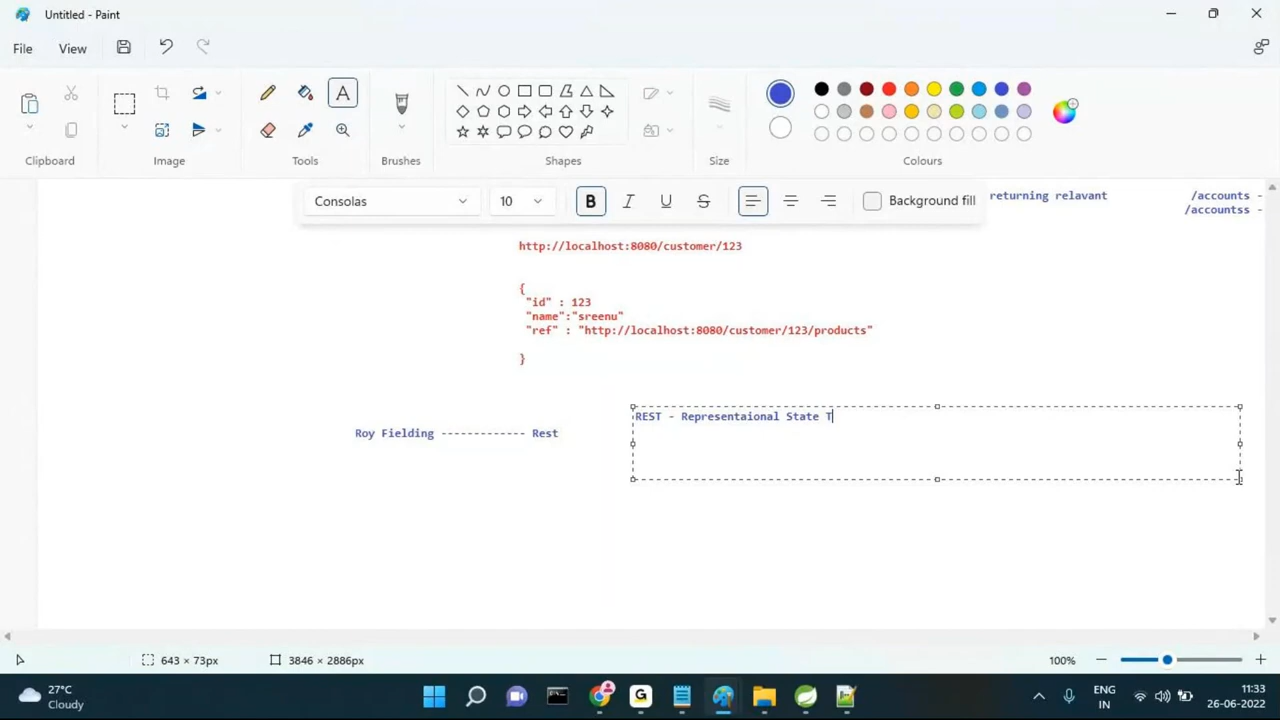 Untitled - Paint
File
View
Clipboard
Image
Tools
Brushes
Shapes
Size
Colours
Consolas
10
B
I
U
S
Background fill
returning relavant
/accounts -
/accountss -
http://localhost:8080/customer/123
{
"id" : 123
"name":"sreenu"
"ref" : "http://localhost:8080/customer/123/products"
}
REST - Representaional State T
Roy Fielding ------------ Rest
643 × 73px
3846 × 2886px
100%
27°C
Cloudy
ENG
IN
11:33
26-06-2022